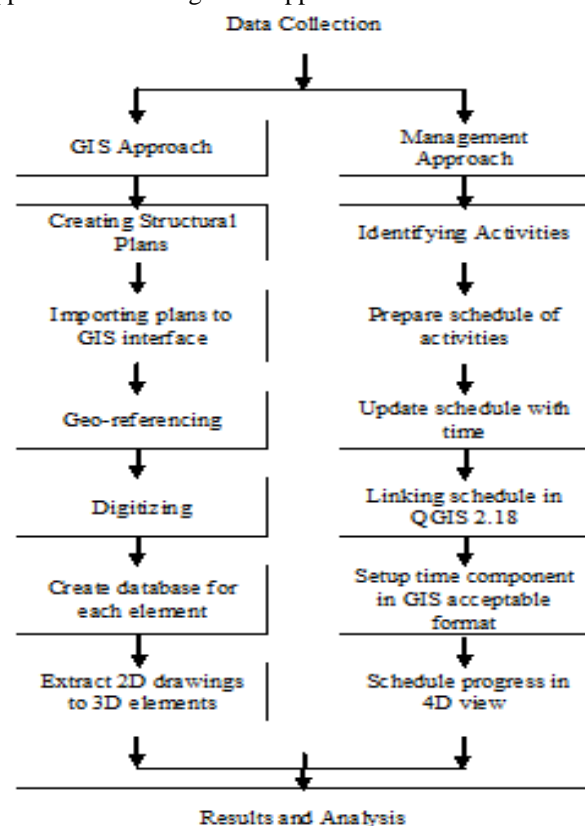 Data Collection
GIS Approach
Management
Approach
Creating Structural
Plans
Identifying Activities
Importing plans to
GIS interface
Prepare schedule of
activities
Geo-referencing
Update schedule with
time
Digitizing
Linking schedule in
QGIS 2.18
Create database for
each element
Setup time component
in GIS acceptable
format
Extract 2D drawings
to 3D elements
Schedule progress in
4D view
Results and Analysis